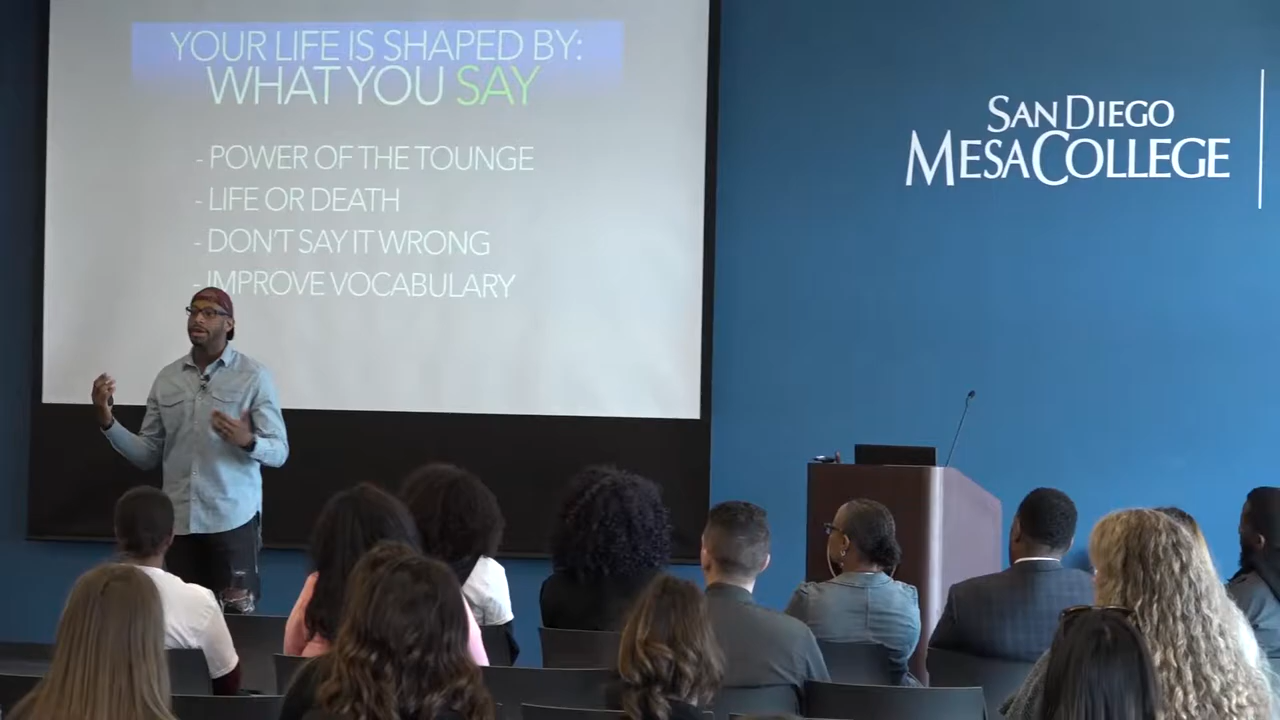 YOUR LIFE IS SHAPED BY:
WHAT YOU SAY
- POWER OF THE TOUNGE
- LIFE OR DEATH
- DON'T SAY IT WRONG
- IMPROVE VOCABULARY
SAN DIEGO
MESA COLLEGE